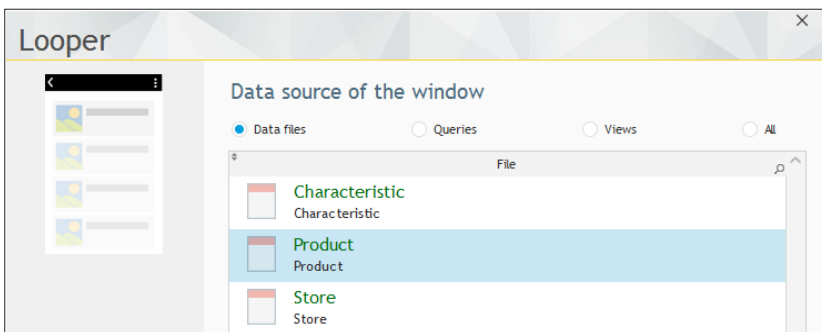 Looper
Data source of the window
Data files Queries Views All
File
Characteristic
Characteristic
Product
Product
Store
Store